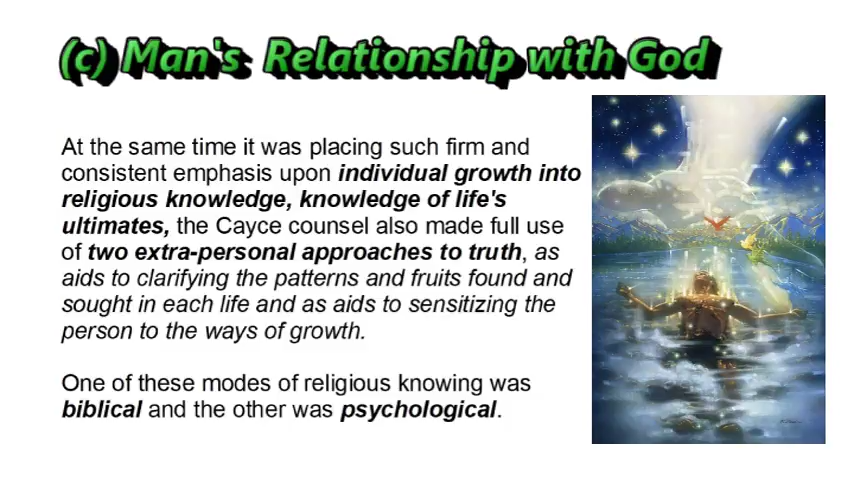 (c) Man's Relationship with God
At the same time it was placing such firm and
consistent emphasis upon individual growth into
religious knowledge, knowledge of life's
ultimates, the Cayce counsel also made full use
of two extra-personal approaches to truth, as
aids to clarifying the patterns and fruits found and
sought in each life and as aids to sensitizing the
person to the ways of growth.
One of these modes of religious knowing was
biblical and the other was psychological.